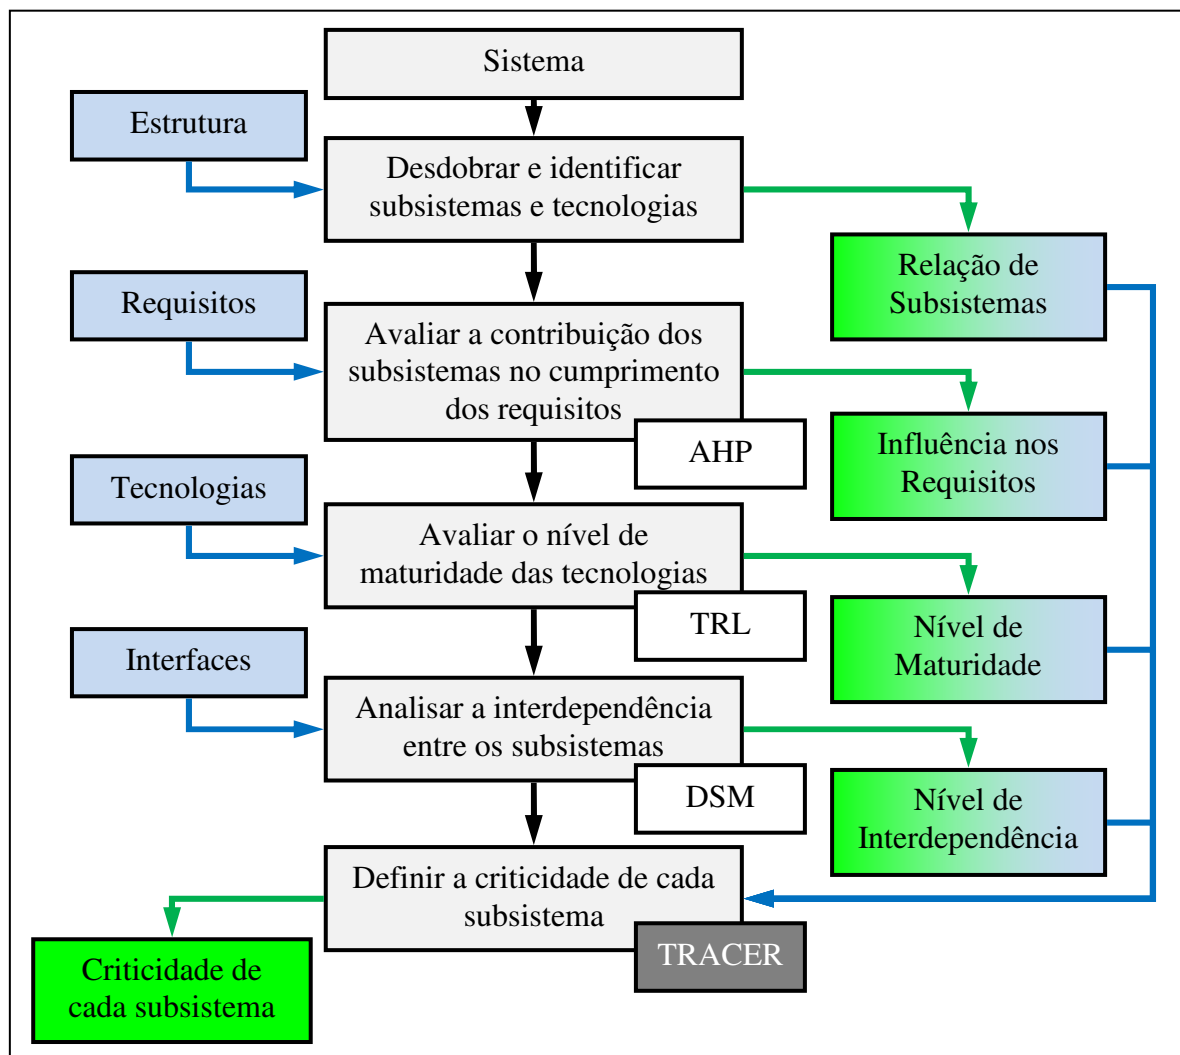 Sistema
Estrutura
Desdobrar e identificar
subsistemas e tecnologias
Relação de
Subsistemas
Requisitos
Avaliar a contribuição dos
subsistemas no cumprimento
dos requisitos
AHP
Influência nos
Requisitos
Tecnologias
Avaliar o nível de
maturidade das tecnologias
TRL
Nível de
Maturidade
Interfaces
Analisar a interdependência
entre os subsistemas
DSM
Nível de
Interdependência
Definir a criticidade de cada
subsistema
TRACER
Criticidade de
cada subsistema